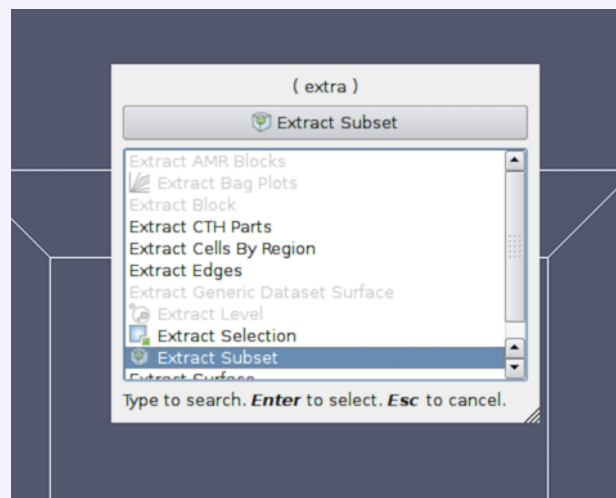 ( extra )
Extract Subset
Extract AMR Blocks
Extract Bag Plots
Extract Block
Extract CTH Parts
Extract Cells By Region
Extract Edges
Extract Generic Dataset Surface
Extract Level
Extract Selection
Extract Subset
Extract Surface
Type to search. Enter to select. Esc to cancel.